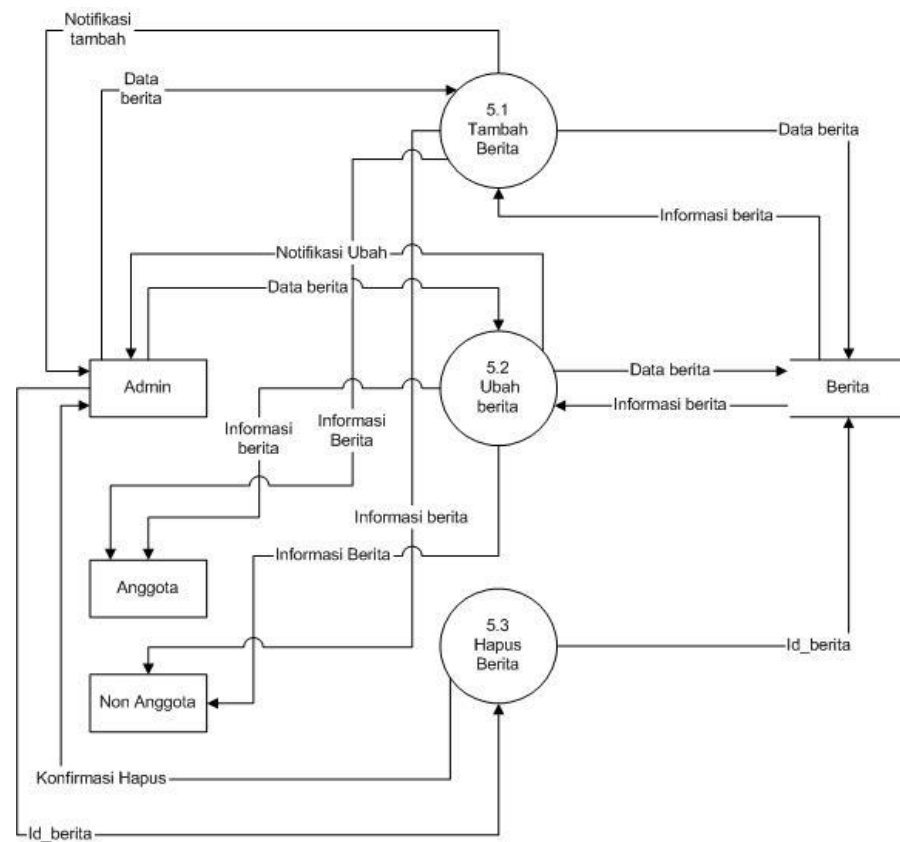 Notifikasi
tambah
Data
berita
5.1
Tambah
Berita
Data berita
Informasi berita
Notifikasi Ubah
Data berita
5.2
Ubah
berita
Data berita
Informasi berita
Admin
Berita
Informasi
berita
Informasi
Berita
Informasi berita
Informasi Berita
Anggota
5.3
Hapus
Berita
Id_berita
Non Anggota
Konfirmasi Hapus
Id_berita